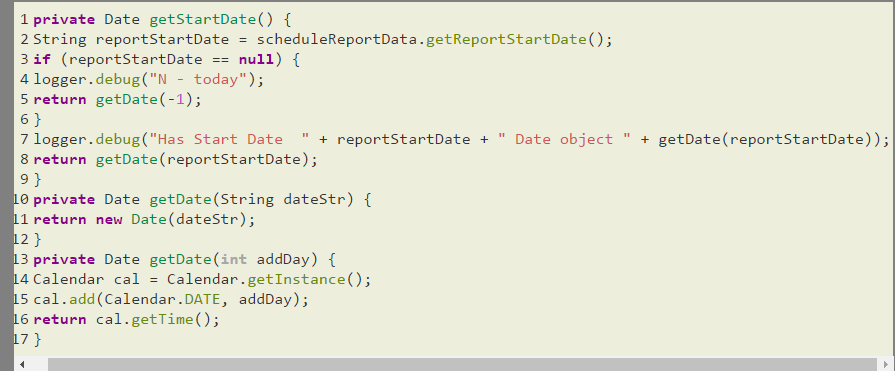 1 private Date getStartDate() {
2 String reportStartDate = scheduleReportData.getReportStartDate();
3 if (reportStartDate == null) {
4 logger.debug("N - today");
5 return getDate(-1);
6 }
7 logger.debug("Has Start Date  " + reportStartDate + " Date object " + getDate(reportStartDate));
8 return getDate(reportStartDate);
9 }
10 private Date getDate(String dateStr) {
11 return new Date(dateStr);
12 }
13 private Date getDate(int addDay) {
14 Calendar cal = Calendar.getInstance();
15 cal.add(Calendar.DATE, addDay);
16 return cal.getTime();
17 }